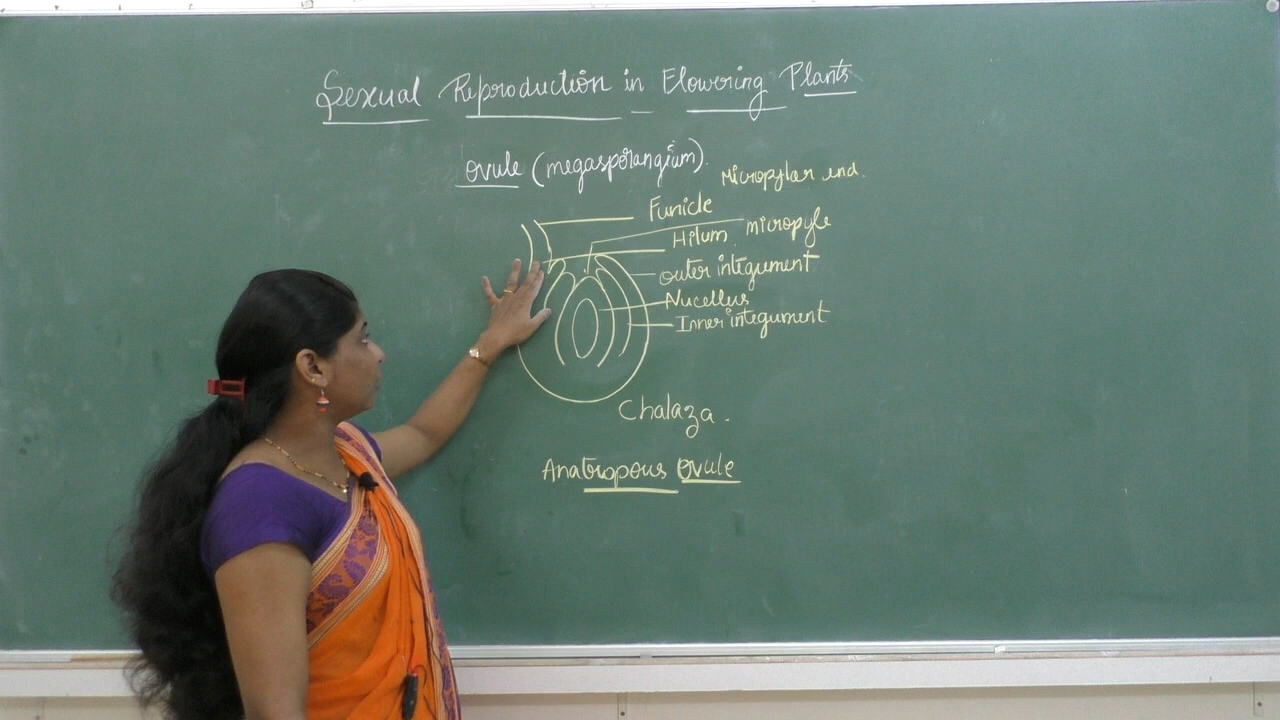 Sexual Reproduction in Flowering Plants
Ovule (megasporangium).
Micropylar end.
Funicle
micropyle
Hilum
outer integument
Nucellus
Inner integument
Chalaza.
Anatropous Ovule